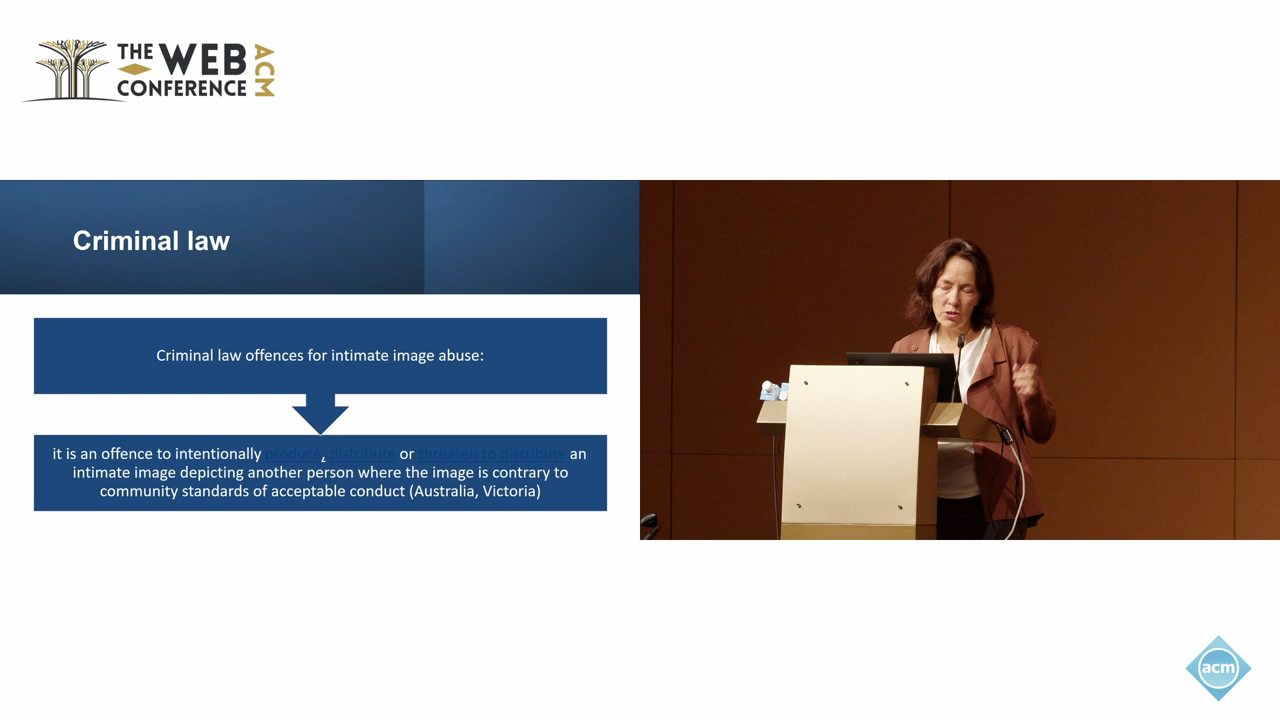 THE WEB
CONFERENCE
ACM
Criminal law
Criminal law offences for intimate image abuse:
it is an offence to intentionally produce, distribute or threaten to distribute an
intimate image depicting another person where the image is contrary to
community standards of acceptable conduct (Australia, Victoria)
acm